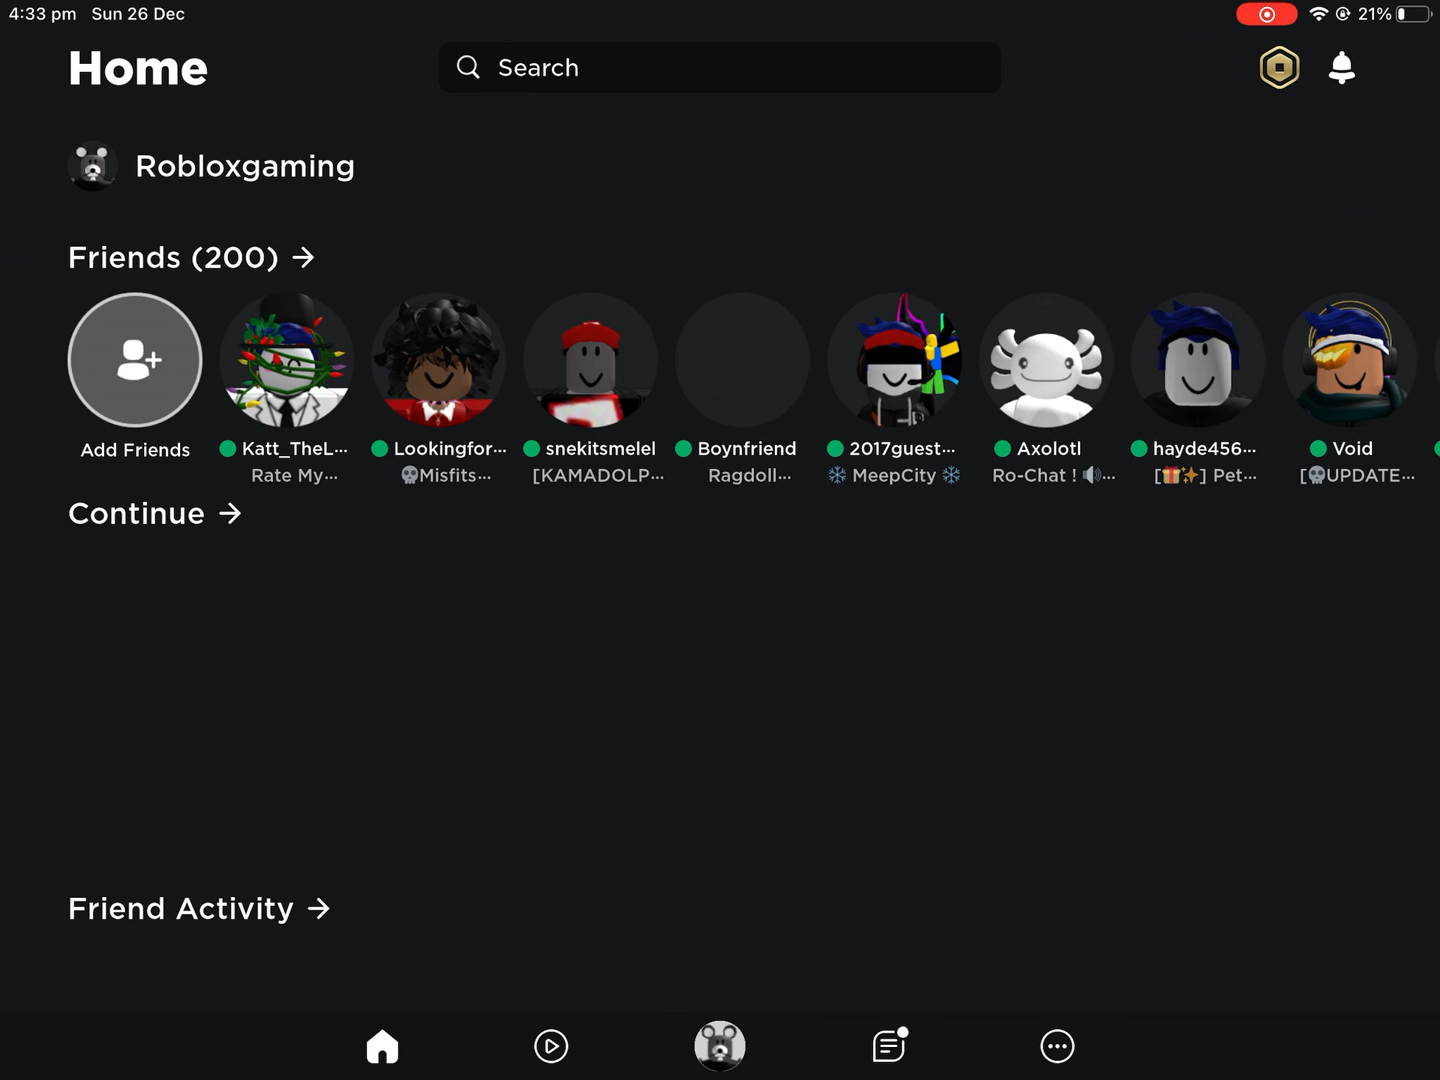 4:33 pm Sun 26 Dec 21%
Home
Search
Robloxgaming
Friends (200) →
Add Friends
Katt_TheL...
Rate My...
Lookingfor...
💀Misfits...
snekitsmelel
[KAMADOLP...
Boynfriend
Ragdoll...
2017guest...
❄️ MeepCity ❄️
Axolotl
Ro-Chat ! 🔊...
hayde456...
[🎁✨] Pet...
Void
[💀UPDATE...
Continue →
Friend Activity →